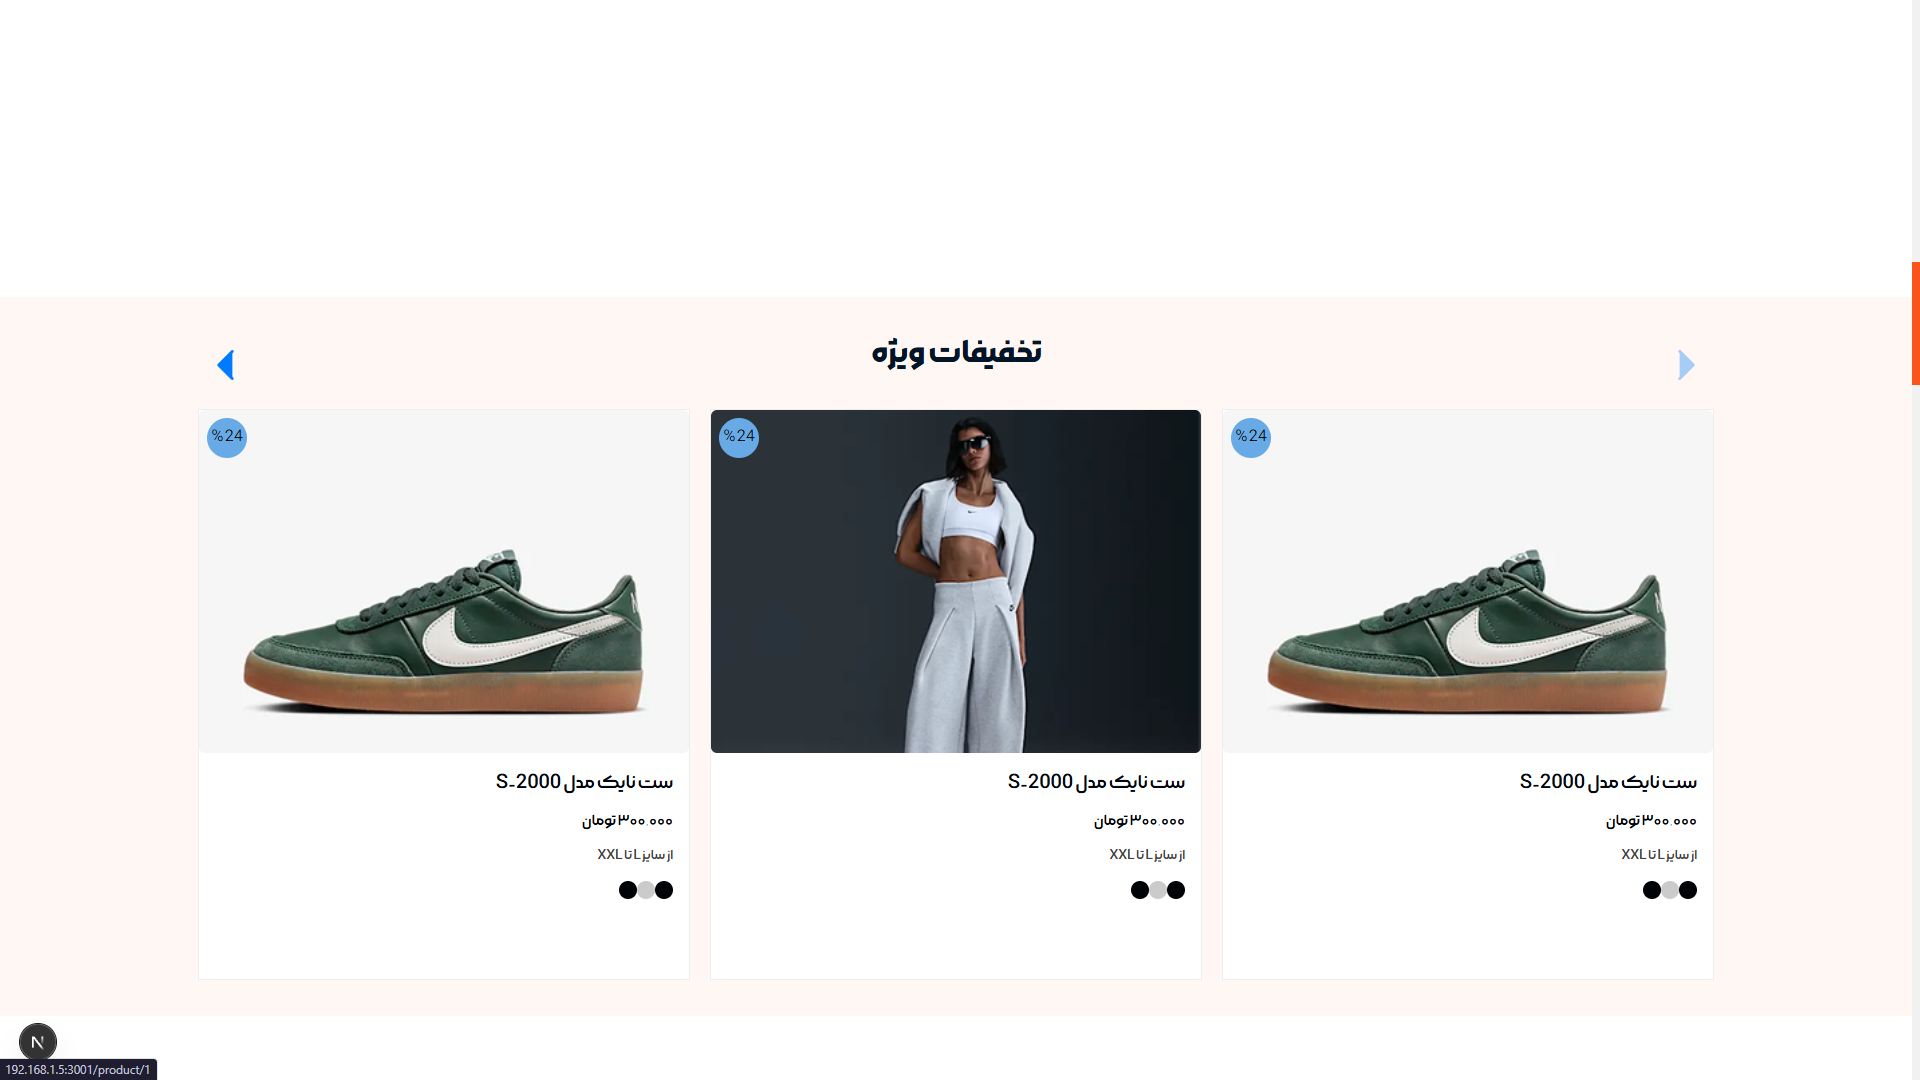 تخفیفات ویژه
%24
ست نایک مدل S-2000
۳۰۰.۰۰۰ تومان
از سایز L تا XXL
%24
ست نایک مدل S-2000
۳۰۰.۰۰۰ تومان
از سایز L تا XXL
%24
ست نایک مدل S-2000
۳۰۰.۰۰۰ تومان
از سایز L تا XXL
N
192.168.1.5:3001/product/1